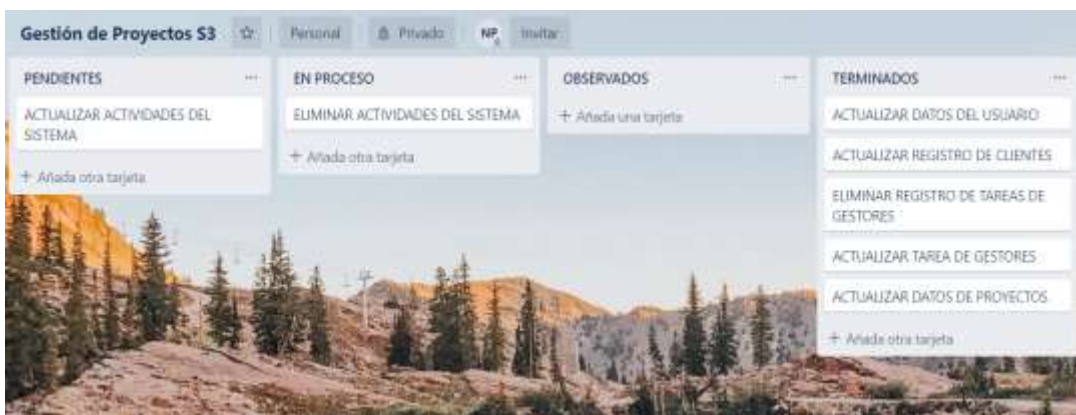 Gestión de Proyectos S3
Personal
Privado
NP
Invitar
PENDIENTES
ACTUALIZAR ACTIVIDADES DEL
SISTEMA
+ Añada otra tarjeta
EN PROCESO
ELIMINAR ACTIVIDADES DEL SISTEMA
+ Añada otra tarjeta
OBSERVADOS
+ Añada una tarjeta
TERMINADOS
ACTUALIZAR DATOS DEL USUARIO
ACTUALIZAR REGISTRO DE CLIENTES
ELIMINAR REGISTRO DE TAREAS DE
GESTORES
ACTUALIZAR TAREA DE GESTORES
ACTUALIZAR DATOS DE PROYECTOS
+ Añada otra tarjeta